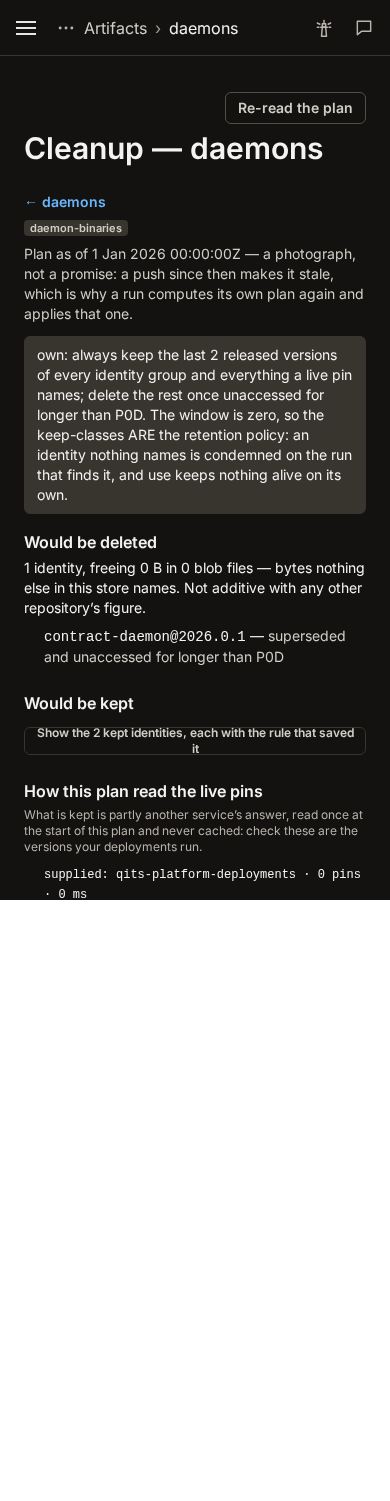 ··· Artifacts › daemons
Re-read the plan
Cleanup — daemons
← daemons
daemon-binaries
Plan as of 1 Jan 2026 00:00:00Z — a photograph,
not a promise: a push since then makes it stale,
which is why a run computes its own plan again and
applies that one.
own: always keep the last 2 released versions
of every identity group and everything a live pin
names; delete the rest once unaccessed for
longer than P0D. The window is zero, so the
keep-classes ARE the retention policy: an
identity nothing names is condemned on the run
that finds it, and use keeps nothing alive on its
own.
Would be deleted
1 identity, freeing 0 B in 0 blob files — bytes nothing
else in this store names. Not additive with any other
repository’s figure.
contract-daemon@2026.0.1 — superseded
and unaccessed for longer than P0D
Would be kept
Show the 2 kept identities, each with the rule that saved
it
How this plan read the live pins
What is kept is partly another service’s answer, read once at
the start of this plan and never cached: check these are the
versions your deployments run.
supplied: qits-platform-deployments · 0 pins
· 0 ms